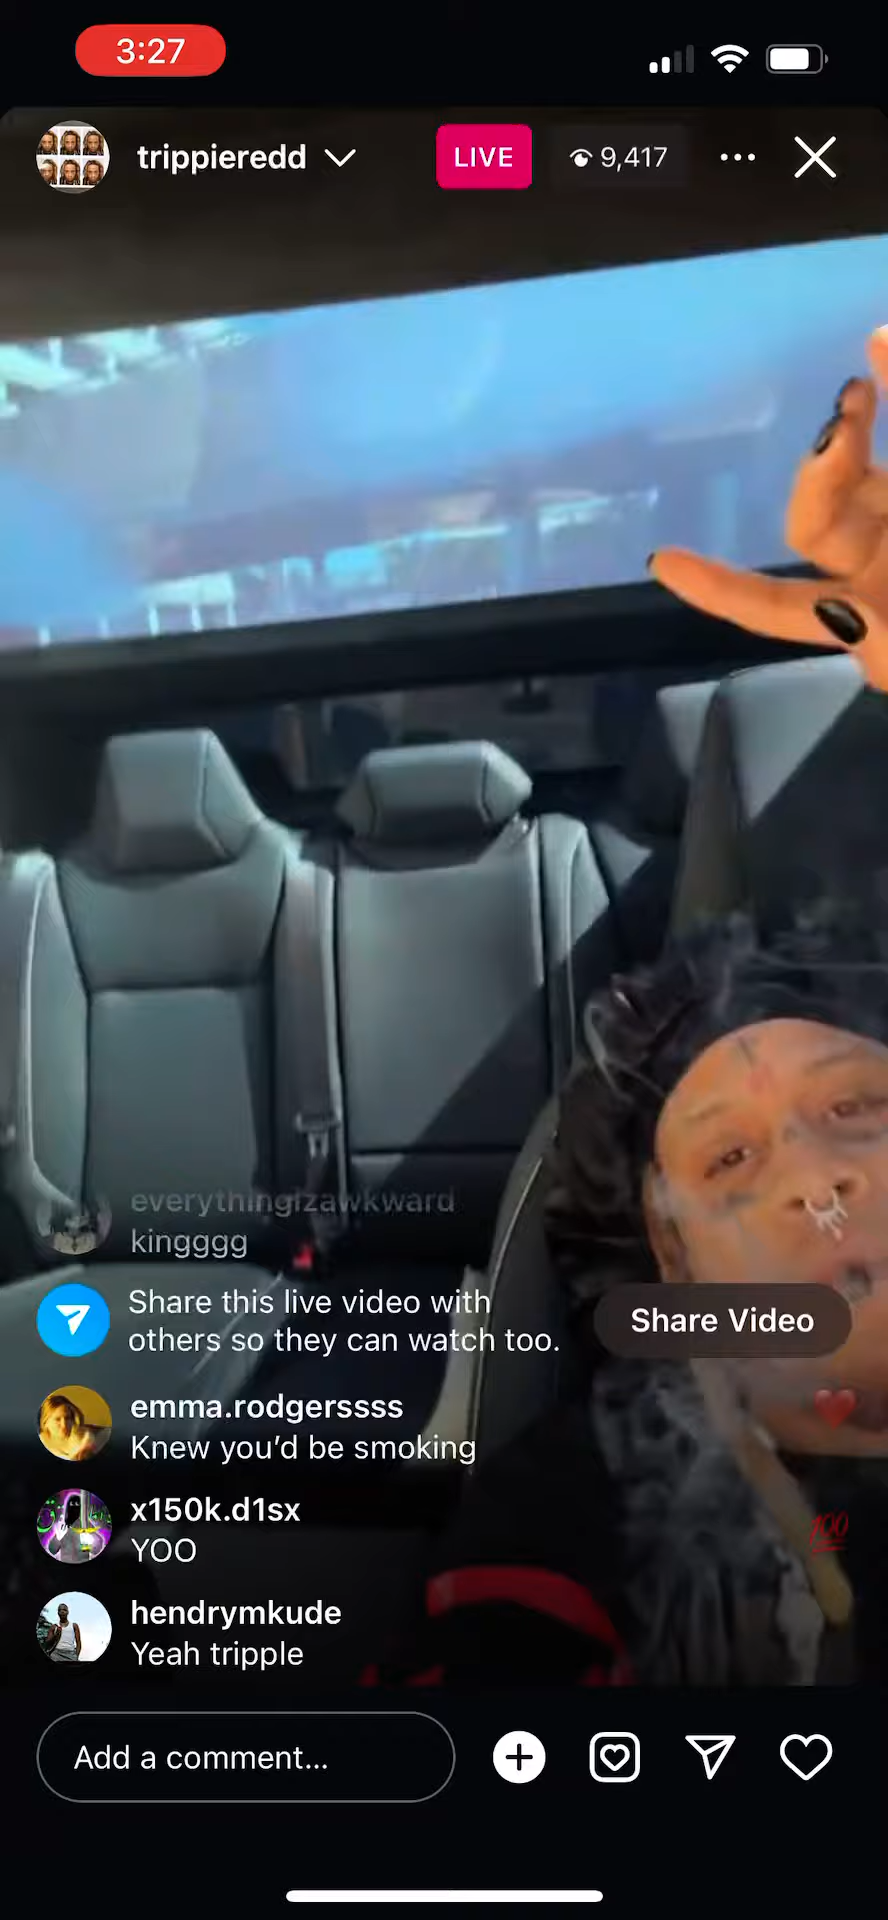 3:27
trippieredd
LIVE
9,417
everythingizawkward
kingggg
Share this live video with
others so they can watch too.
Share Video
emma.rodgerssss
Knew you’d be smoking
x150k.d1sx
YOO
100
hendrymkude
Yeah tripple
Add a comment...